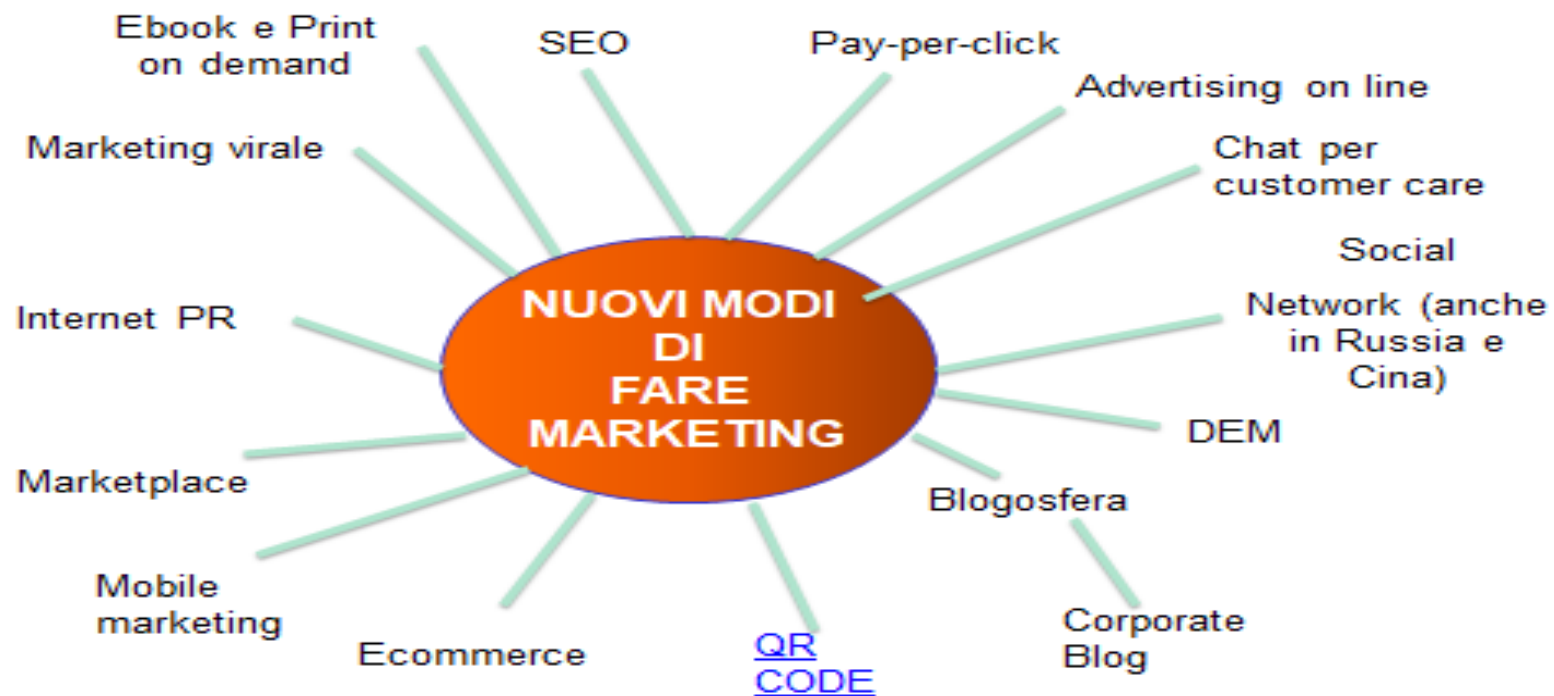 Ebook e Print
on demand
SEO
Pay-per-click
Advertising on line
Marketing virale
Chat per
customer care
Social
Network (anche
in Russia e
Cina)
Internet PR
NUOVI MODI
DI
FARE
MARKETING
DEM
Marketplace
Blogosfera
Mobile
marketing
Ecommerce
QR
CODE
Corporate
Blog